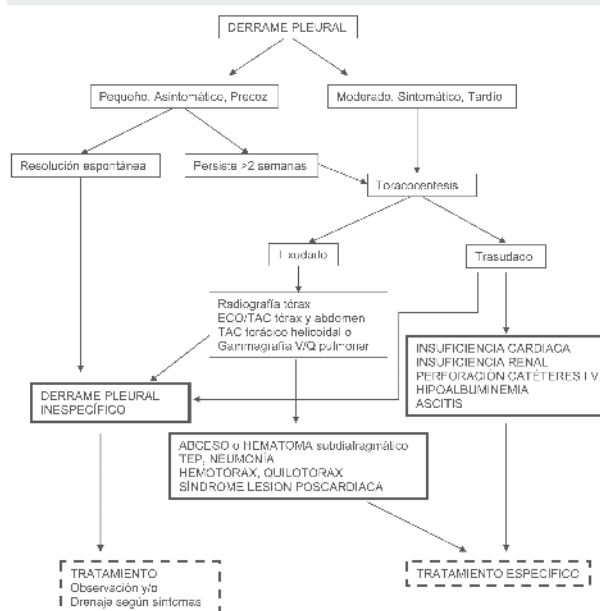 DERRAME PLEURAL
Pequeño. Asintomático, Precoz
Moderado. Sintomático, Tardío
Resolución espontánea
Persiste >2 semanas
Toracocentesis
Exudado
Trasudado
Radiografía tórax
ECO/TAC tórax y abdomen
TAC torácico helicoidal o
Gammagrafía V/Q pulmonar
INSUFICIENCIA CARDIACA
INSUFICIENCIA RENAL
PERFORACIÓN CATÉTERES I.V.
HIPOALBUMINEMIA
ASCITIS
DERRAME PLEURAL
INESPECÍFICO
ABCESO o HEMATOMA subdiafragmático
TEP, NEUMONÍA
HEMOTÓRAX, QUILOTORAX
SÍNDROME LESION POSCARDIACA
TRATAMIENTO
Observación y/o
Drenaje según síntomas
TRATAMIENTO ESPECÍFICO